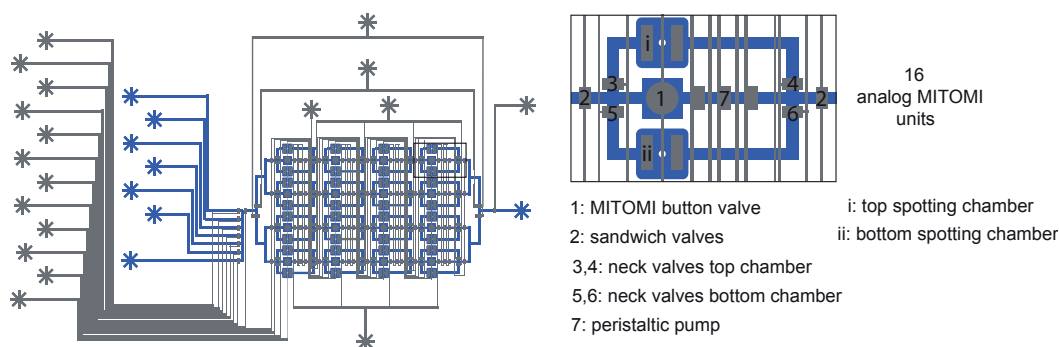 i
3
4
2
1
7
2
5
6
ii
16
analog MITOMI
units
1: MITOMI button valve
i: top spotting chamber
2: sandwich valves
ii: bottom spotting chamber
3,4: neck valves top chamber
5,6: neck valves bottom chamber
7: peristaltic pump